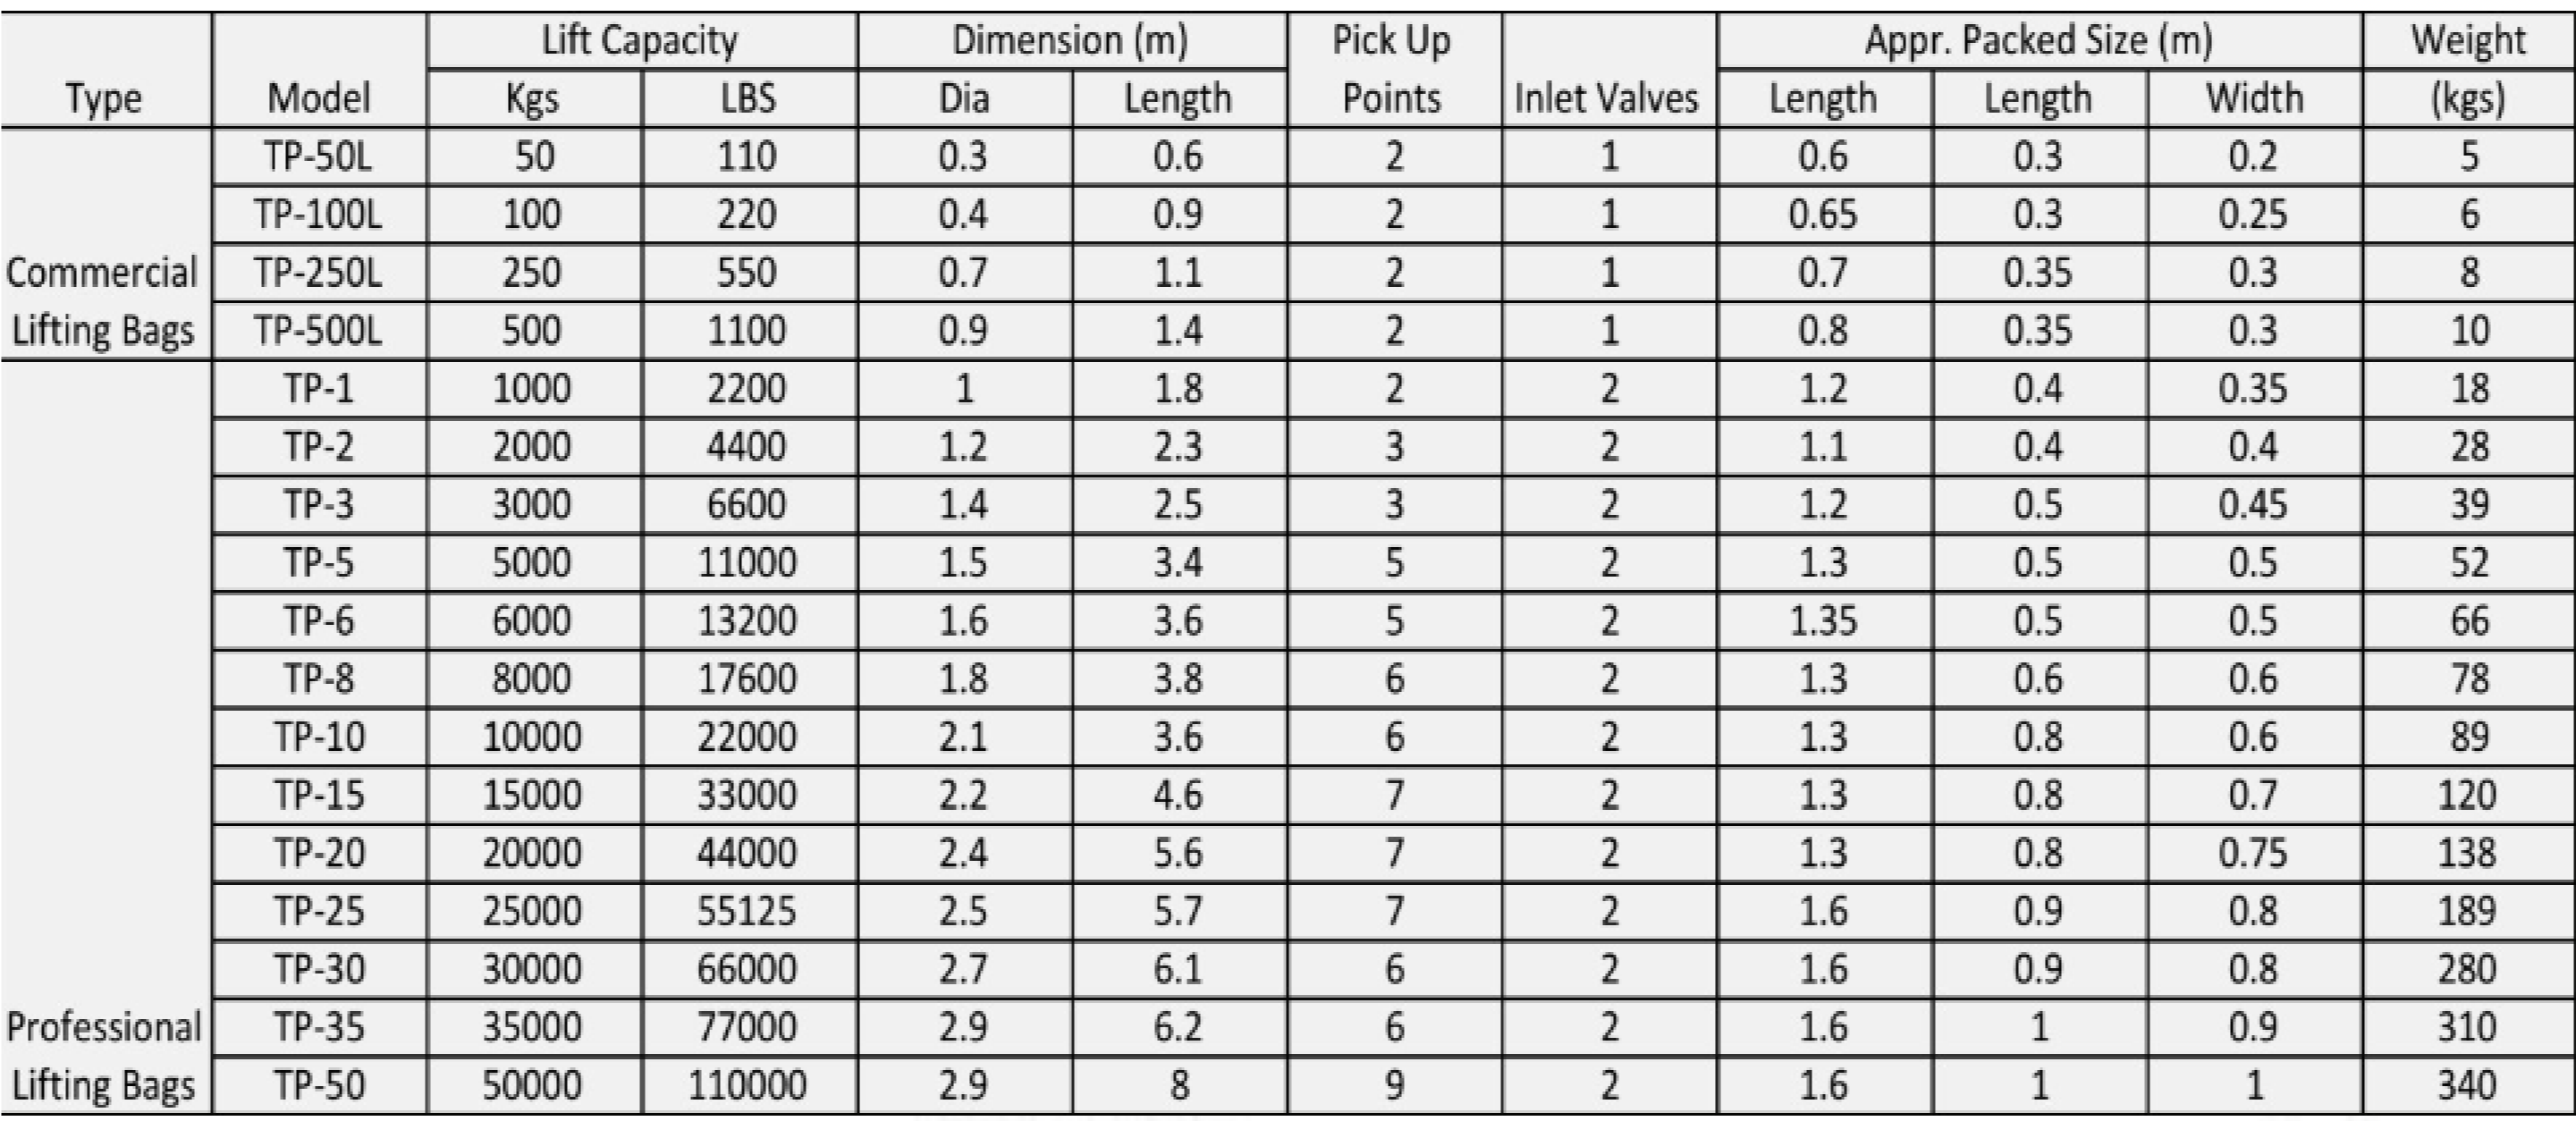 Lift Capacity Dimension (m) Pick Up Appr. Packed Size (m) Weight
Type Model Kgs LBS Dia Length Points Inlet Valves Length Length Width (kgs)
TP-50L 50 110 0.3 0.6 2 1 0.6 0.3 0.2 5
TP-100L 100 220 0.4 0.9 2 1 0.65 0.3 0.25 6
Commercial TP-250L 250 550 0.7 1.1 2 1 0.7 0.35 0.3 8
Lifting Bags TP-500L 500 1100 0.9 1.4 2 1 0.8 0.35 0.3 10
TP-1 1000 2200 1 1.8 2 2 1.2 0.4 0.35 18
TP-2 2000 4400 1.2 2.3 3 2 1.1 0.4 0.4 28
TP-3 3000 6600 1.4 2.5 3 2 1.2 0.5 0.45 39
TP-5 5000 11000 1.5 3.4 5 2 1.3 0.5 0.5 52
TP-6 6000 13200 1.6 3.6 5 2 1.35 0.5 0.5 66
TP-8 8000 17600 1.8 3.8 6 2 1.3 0.6 0.6 78
TP-10 10000 22000 2.1 3.6 6 2 1.3 0.8 0.6 89
TP-15 15000 33000 2.2 4.6 7 2 1.3 0.8 0.7 120
TP-20 20000 44000 2.4 5.6 7 2 1.3 0.8 0.75 138
TP-25 25000 55125 2.5 5.7 7 2 1.6 0.9 0.8 189
TP-30 30000 66000 2.7 6.1 6 2 1.6 0.9 0.8 280
Professional TP-35 35000 77000 2.9 6.2 6 2 1.6 1 0.9 310
Lifting Bags TP-50 50000 110000 2.9 8 9 2 1.6 1 1 340